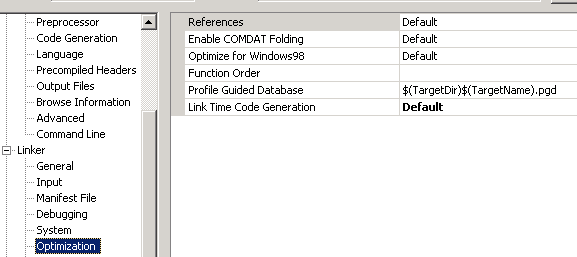 Preprocessor
Code Generation
Language
Precompiled Headers
Output Files
Browse Information
Advanced
Command Line
Linker
General
Input
Manifest File
Debugging
System
Optimization
References Default
Enable COMDAT Folding Default
Optimize for Windows98 Default
Function Order
Profile Guided Database $(TargetDir)$(TargetName).pgd
Link Time Code Generation Default